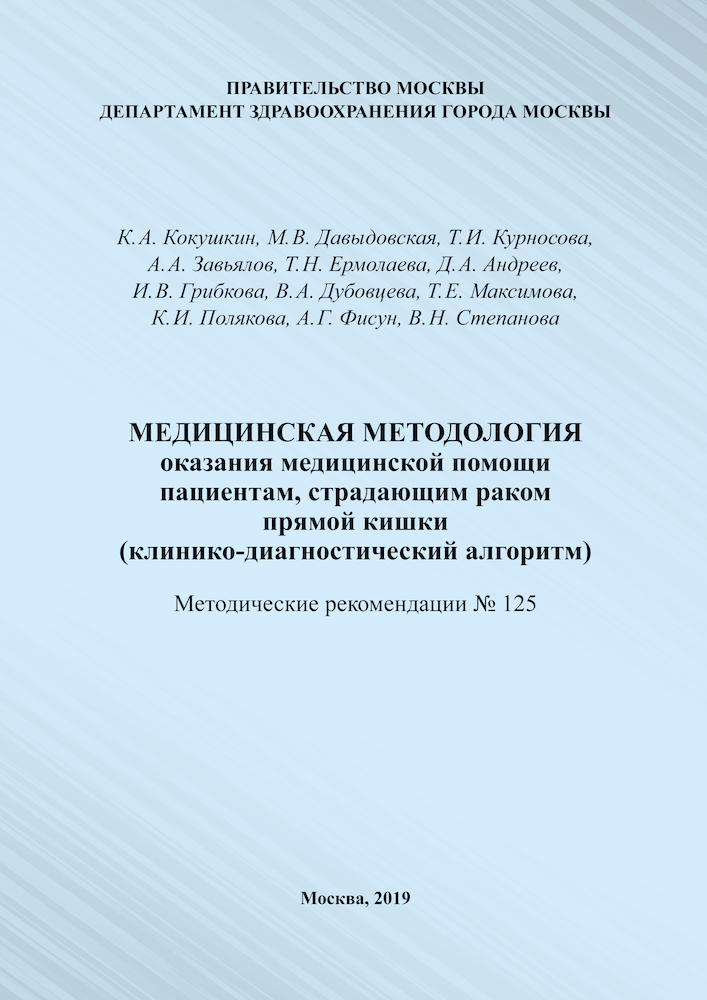 ПРАВИТЕЛЬСТВО МОСКВЫ
ДЕПАРТАМЕНТ ЗДРАВООХРАНЕНИЯ ГОРОДА МОСКВЫ
К. А. Кокушкин, М. В. Давыдовская, Т. И. Курносова,
А. А. Завьялов, Т. Н. Ермолаева, Д. А. Андреев,
И. В. Грибкова, В. А. Дубовцева, Т. Е. Максимова,
К. И. Полякова, А. Г. Фисун, В. Н. Степанова
МЕДИЦИНСКАЯ МЕТОДОЛОГИЯ
оказания медицинской помощи
пациентам, страдающим раком
прямой кишки
(клинико-диагностический алгоритм)
Методические рекомендации № 125
Москва, 2019